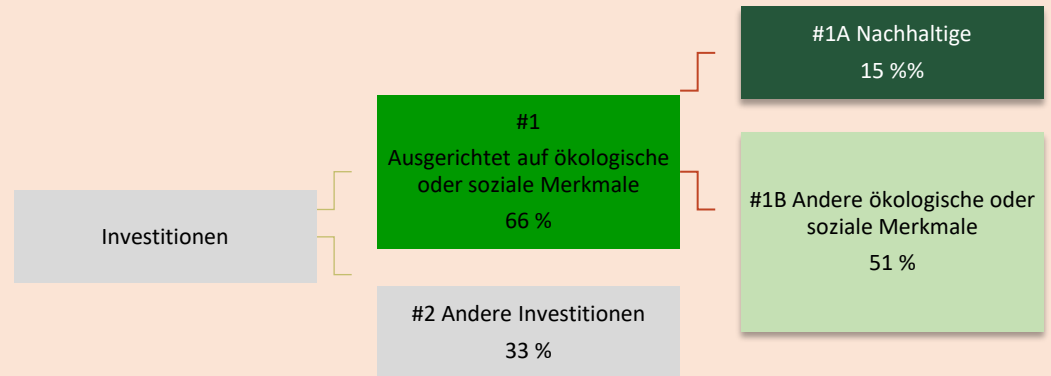 Investitionen
#1
Ausgerichtet auf ökologische
oder soziale Merkmale
66 %
#2 Andere Investitionen
33 %
#1A Nachhaltige
15 %%
#1B Andere ökologische oder
soziale Merkmale
51 %